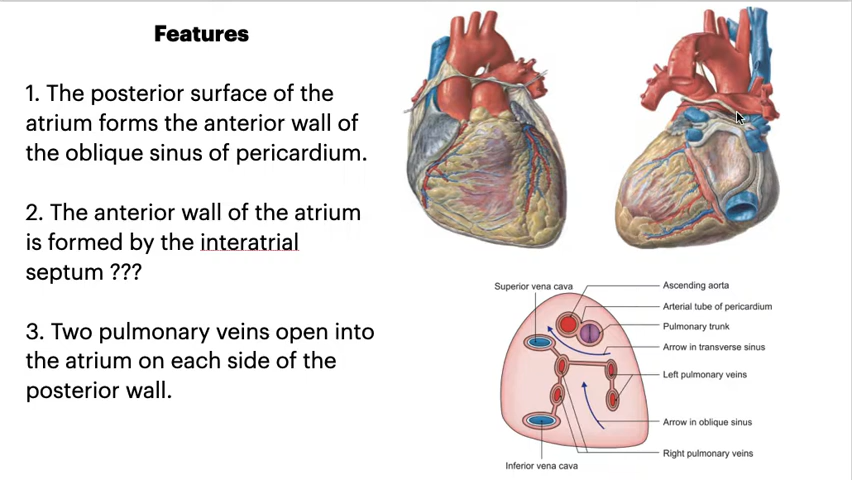 Features
1. The posterior surface of the
atrium forms the anterior wall of
the oblique sinus of pericardium.
2. The anterior wall of the atrium
is formed by the interatrial
septum ???
3. Two pulmonary veins open into
the atrium on each side of the
posterior wall.
Superior vena cava
Ascending aorta
Arterial tube of pericardium
Pulmonary trunk
Arrow in transverse sinus
Left pulmonary veins
Arrow in oblique sinus
Right pulmonary veins
Inferior vena cava